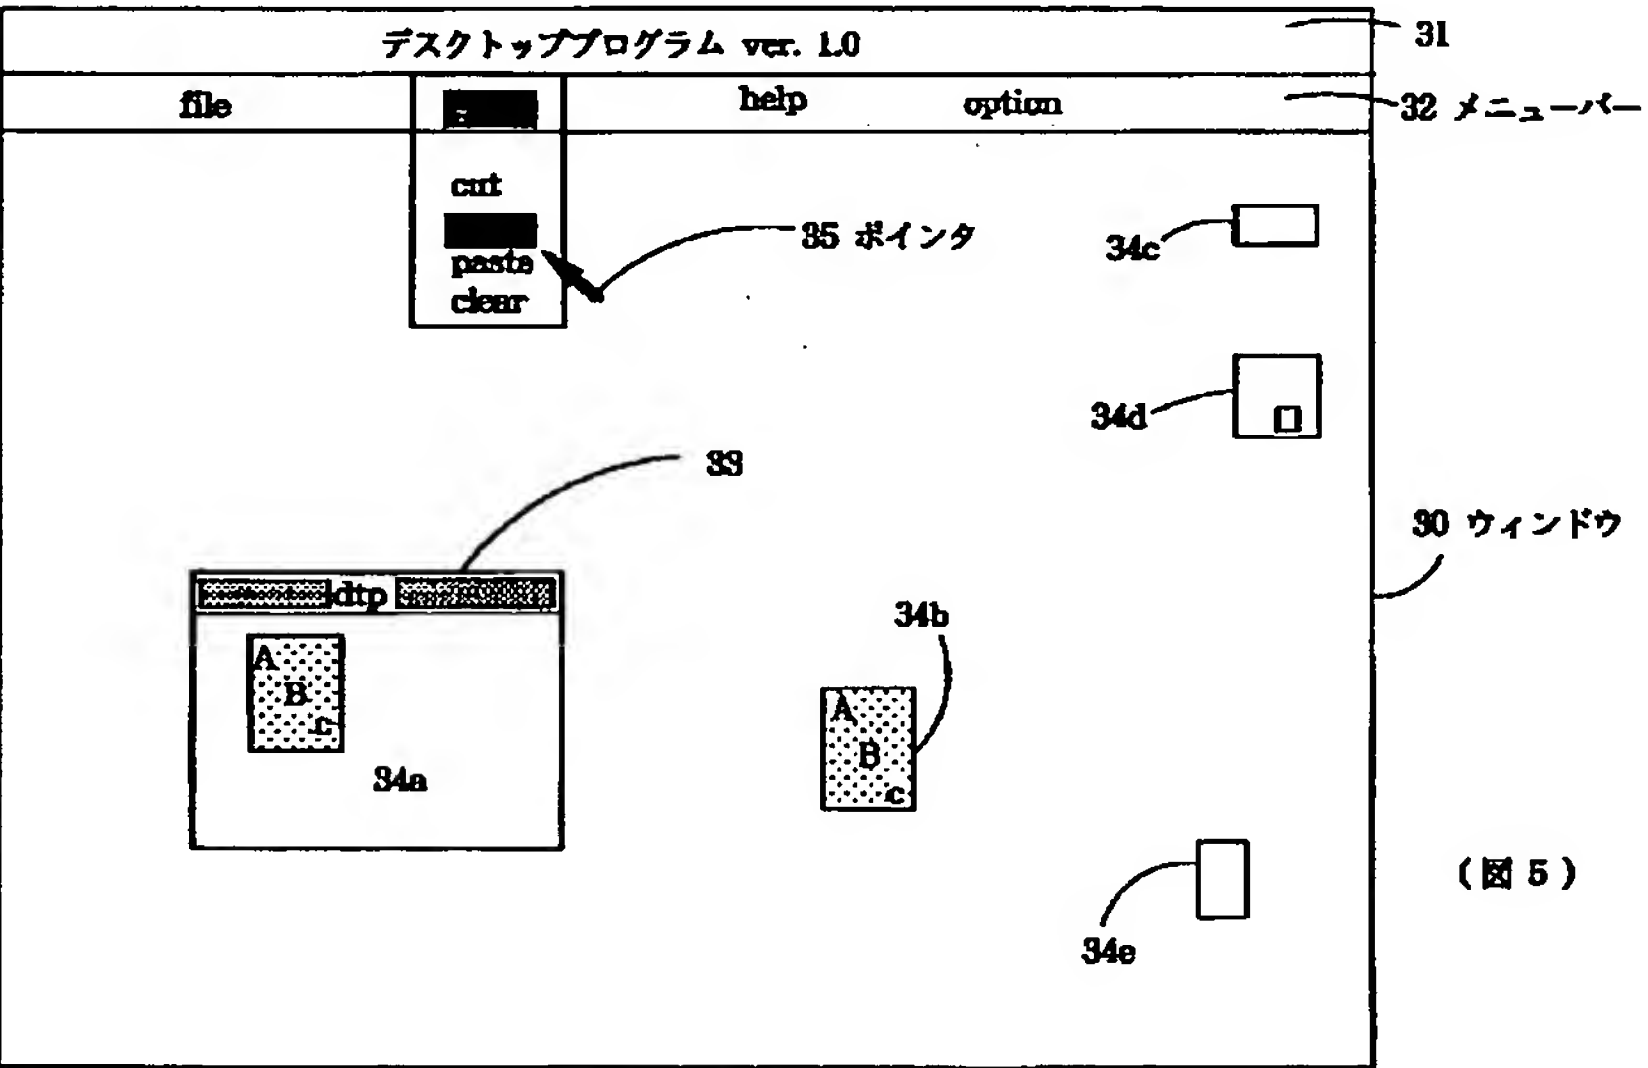 デスクトッププログラム ver. 1.0
31
file help option
32 メニューバー
cut
paste
clear
35 ポインタ
34c
34d
33
30 ウィンドウ
dtp
34b
A
B
C
34a
A
B
C
(図 5)
34e